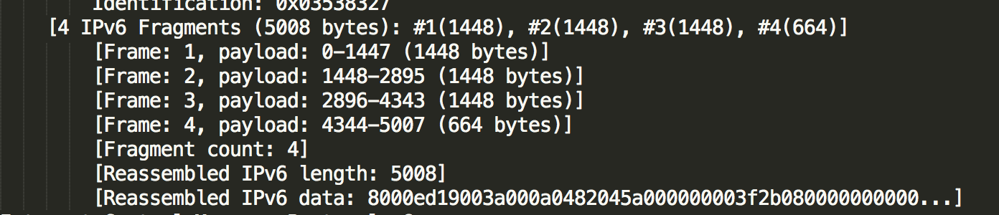 Identification: 0x03538327
[4 IPv6 Fragments (5008 bytes): #1(1448), #2(1448), #3(1448), #4(664)]
[Frame: 1, payload: 0-1447 (1448 bytes)]
[Frame: 2, payload: 1448-2895 (1448 bytes)]
[Frame: 3, payload: 2896-4343 (1448 bytes)]
[Frame: 4, payload: 4344-5007 (664 bytes)]
[Fragment count: 4]
[Reassembled IPv6 length: 5008]
[Reassembled IPv6 data: 8000ed19003a000a0482045a000000003f2b080000000000...]